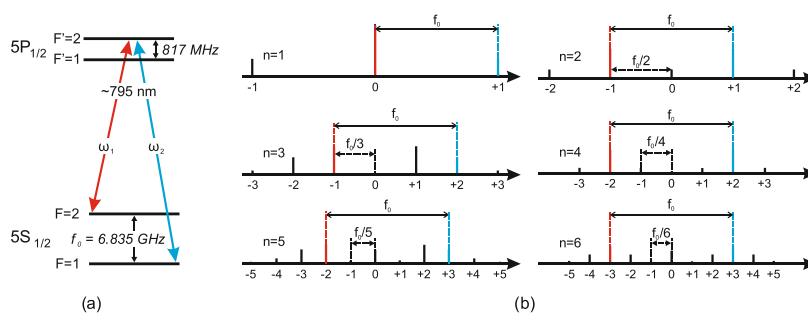 F'=2
5P1/2
817 MHz
F'=1
~795 nm
ω1
ω2
F=2
5S 1/2
f0 = 6.835 GHz
F=1
(a)
n=1
f0
-1
0
+1
n=2
f0
f0/2
-2
-1
0
+1
+2
n=3
f0
f0/3
-3
-2
-1
0
+1
+2
+3
n=4
f0
f0/4
-3
-2
-1
0
+1
+2
+3
n=5
f0
f0/5
-5
-4
-3
-2
-1
0
+1
+2
+3
+4
+5
n=6
f0
f0/6
-5
-4
-3
-2
-1
0
+1
+2
+3
+4
+5
(b)